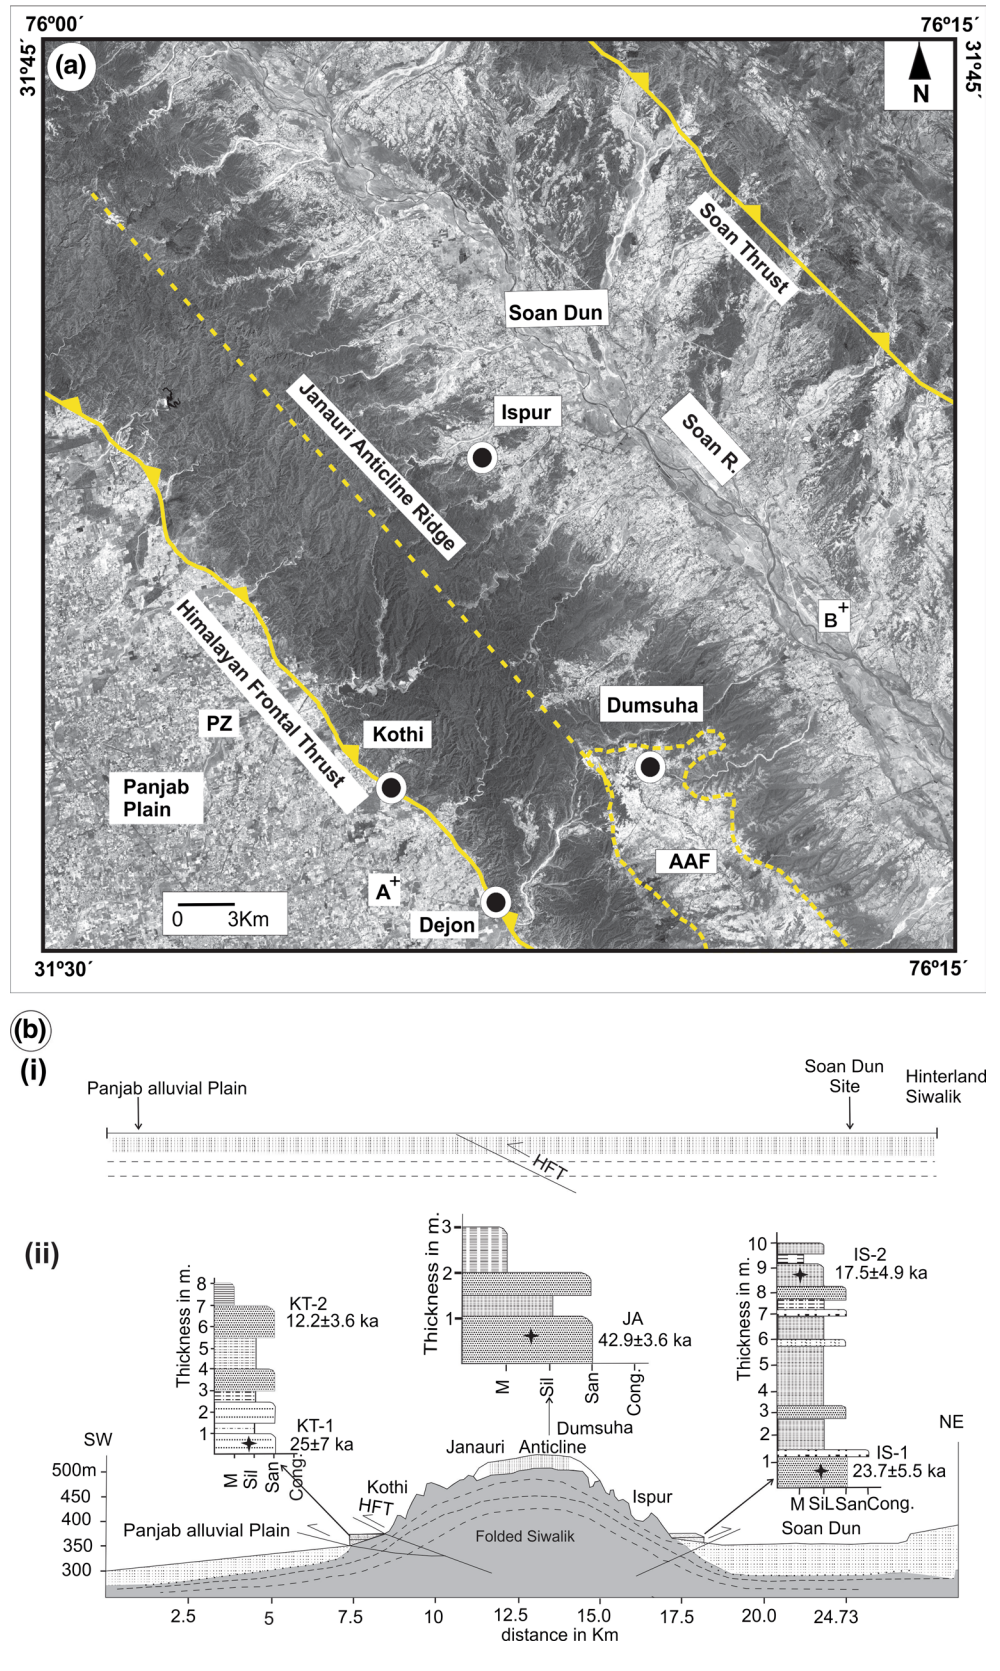 76º00´
76º15´
31º45´
31º45´
(a)
N
Soan Thrust
Soan Dun
Ispur
Janauri Anticline Ridge
Soan R.
B+
Himalayan Frontal Thrust
Dumsuha
PZ
Kothi
Panjab
Plain
AAF
A+
0 3Km
Dejon
31º30´
76º15´
(b)
(i)
Panjab alluvial Plain
Soan Dun
Site
Hinterland
Siwalik
HFT
(ii)
Thickness in m.
8
7
6
5
4
3
2
1
KT-2
12.2±3.6 ka
KT-1
25±7 ka
M Sil San Cong.
Thickness in m.
3
2
1
JA
42.9±3.6 ka
M Sil San Cong.
Thickness in m.
10
9
8
7
6
5
4
3
2
1
IS-2
17.5±4.9 ka
IS-1
23.7±5.5 ka
M SiLSanCong.
SW
NE
Dumsuha
Janauri Anticline
Kothi
HFT
Ispur
Panjab alluvial Plain
Folded Siwalik
Soan Dun
500m
450
400
350
300
2.5 5 7.5 10 12.5 15.0 17.5 20.0 24.73
distance in Km